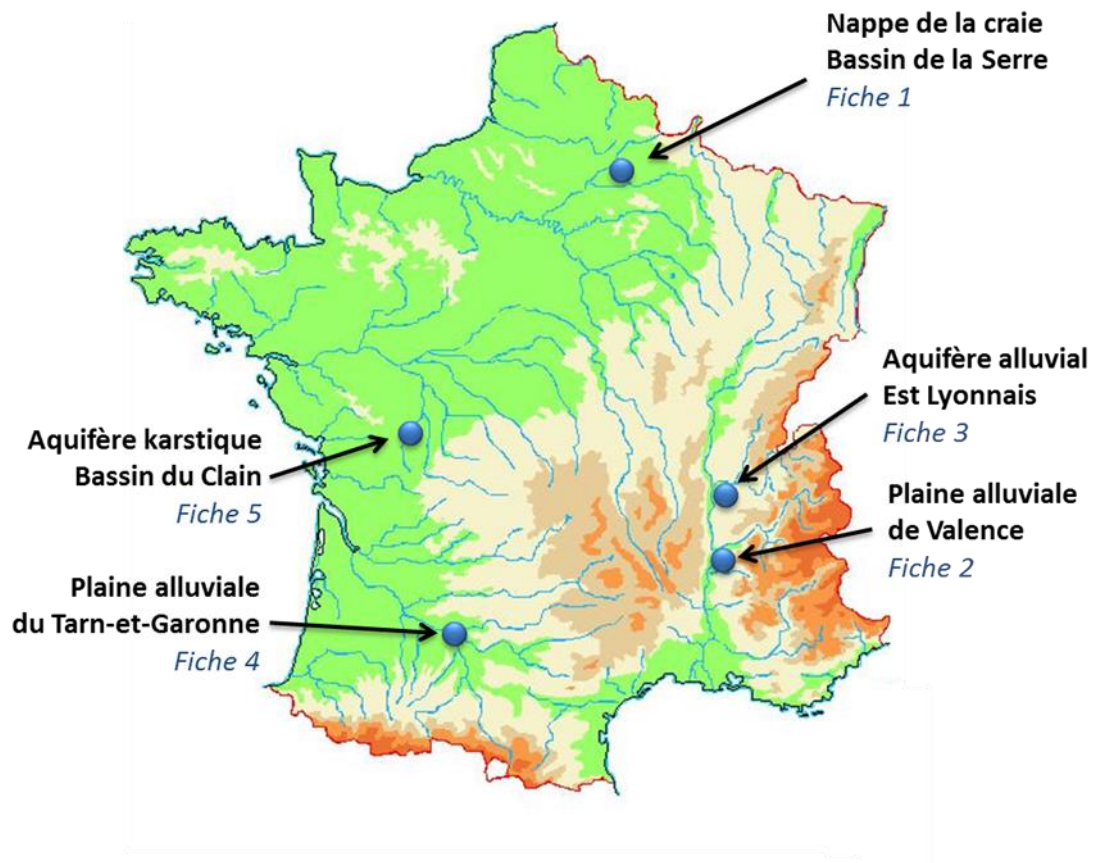 Nappe de la craie
Bassin de la Serre
Fiche 1
Aquifère alluvial
Est Lyonnais
Fiche 3
Aquifère karstique
Bassin du Clain
Fiche 5
Plaine alluviale
de Valence
Fiche 2
Plaine alluviale
du Tarn-et-Garonne
Fiche 4